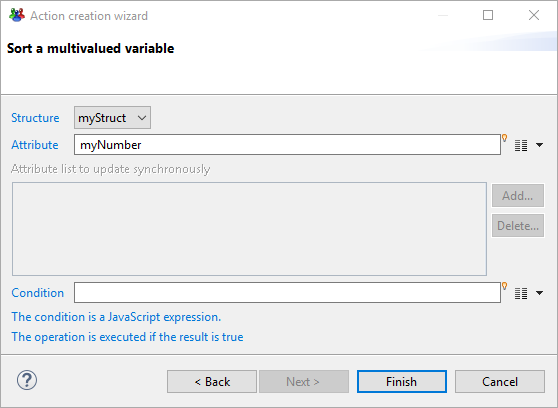 Action creation wizard
Sort a multivalued variable
Structure myStruct
Attribute myNumber
Attribute list to update synchronously
Add...
Delete...
Condition
The condition is a JavaScript expression.
The operation is executed if the result is true
? < Back Next > Finish Cancel